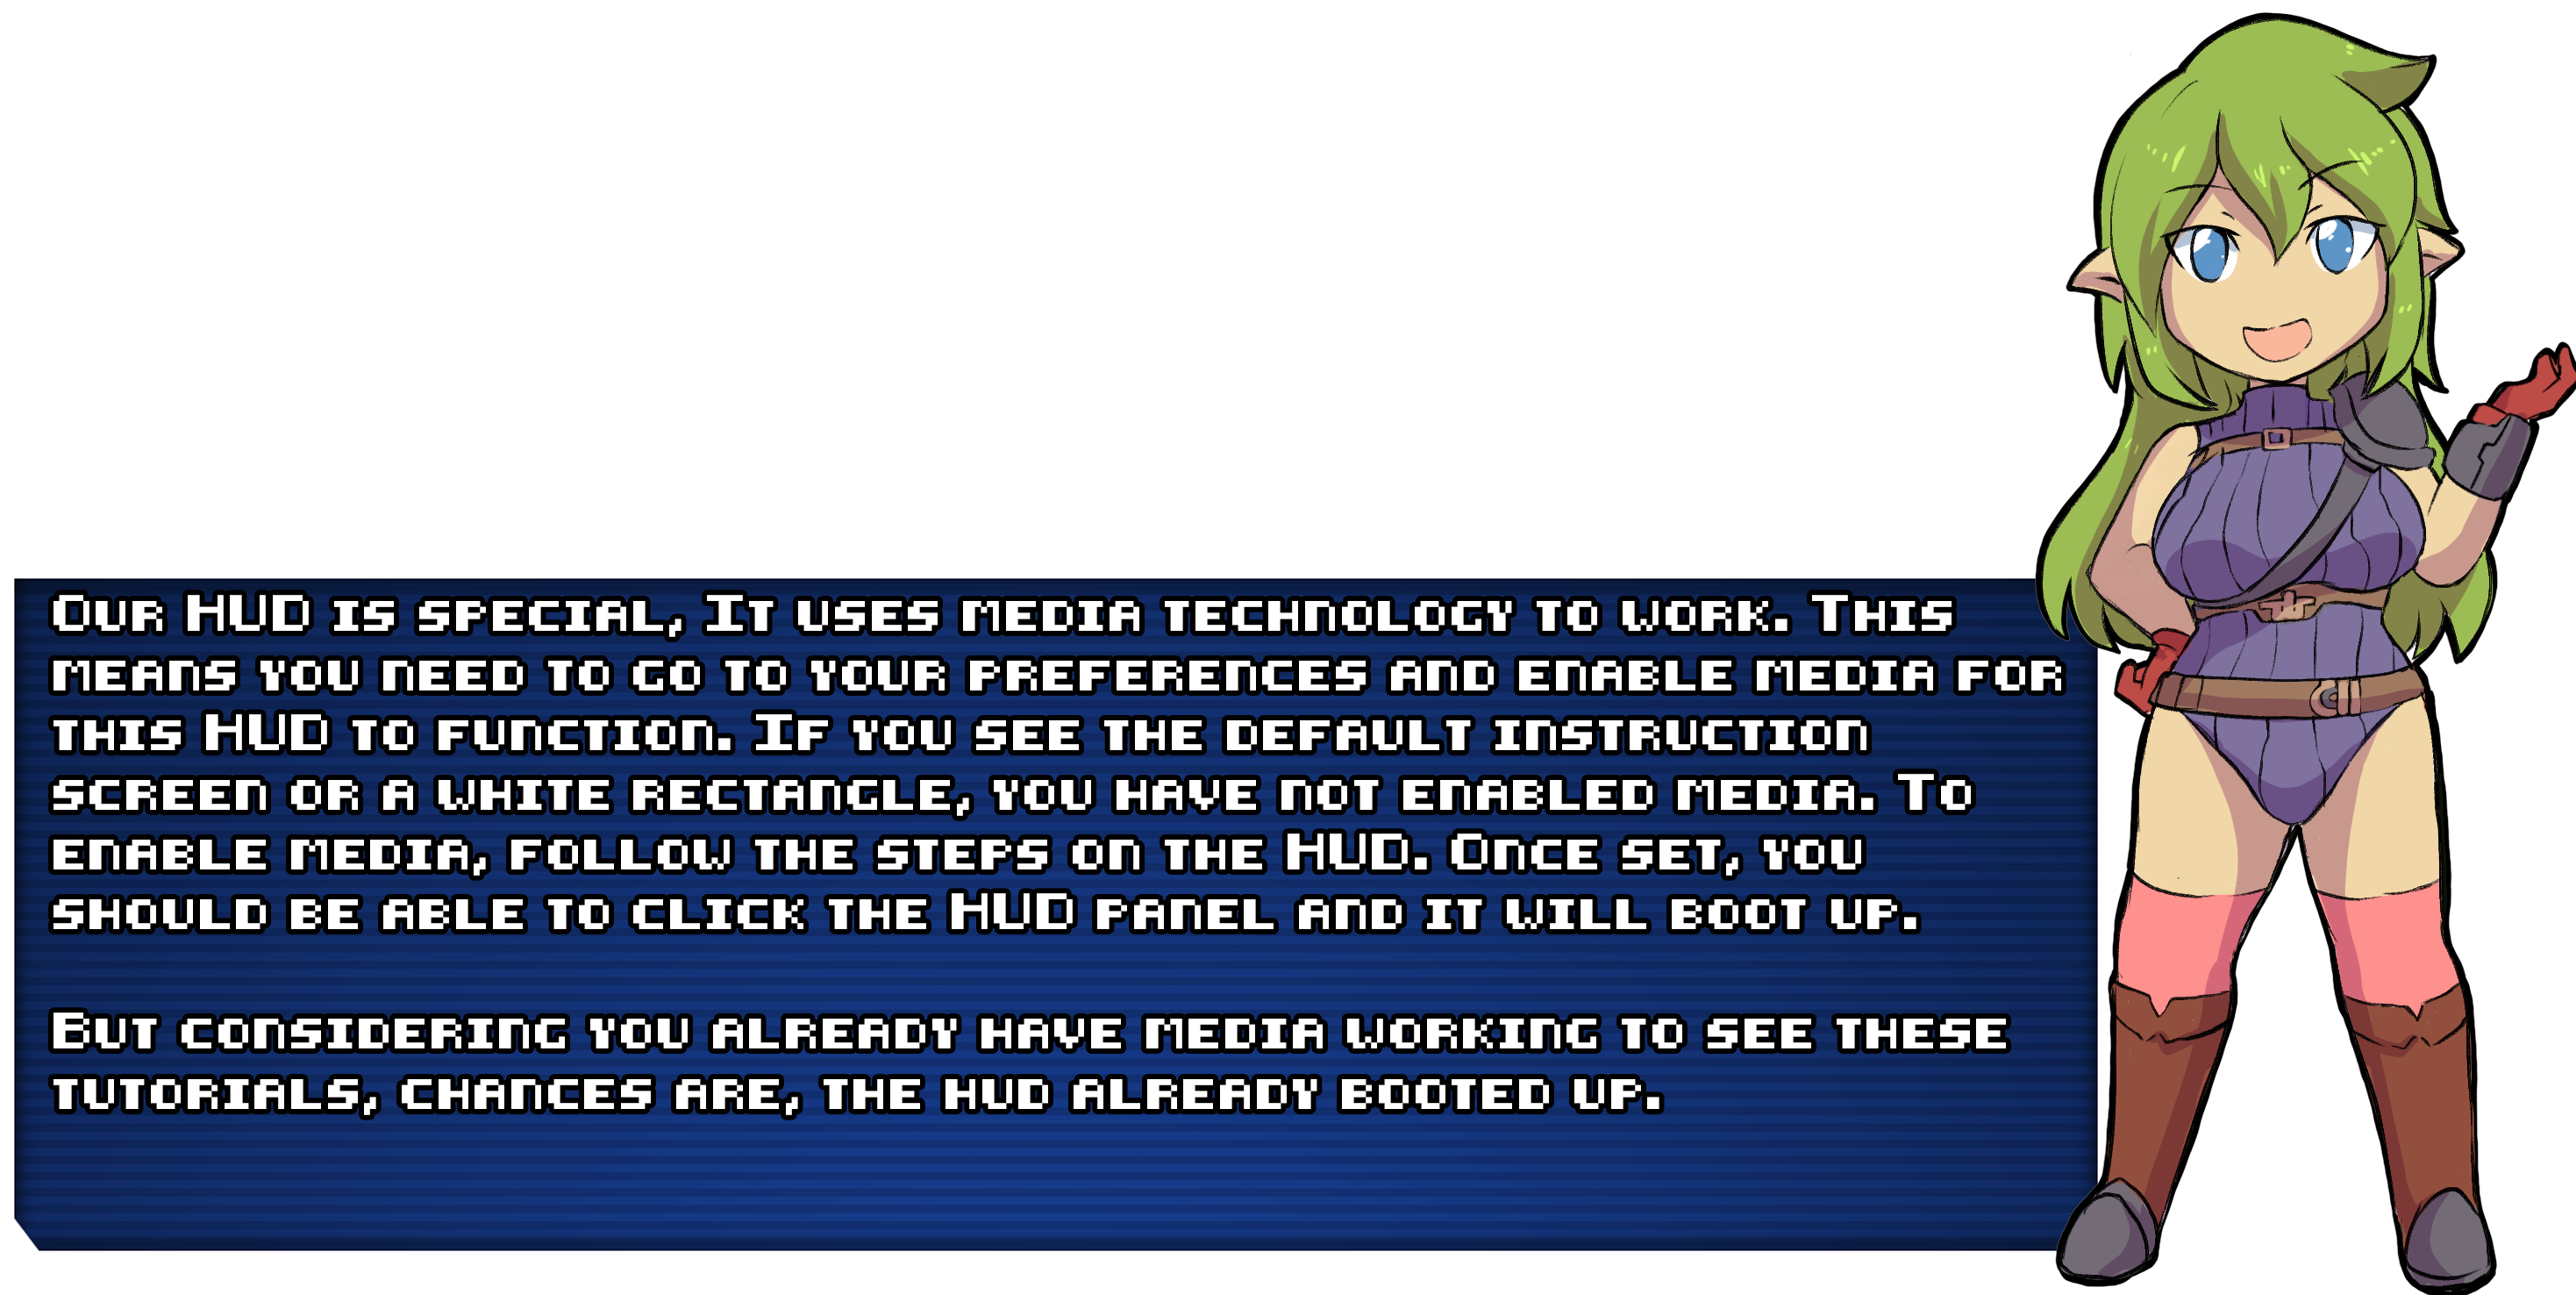 Our HUD is special, It uses media technology to work. This
means you need to go to your preferences and enable media for
this HUD to function. If you see the default instruction
screen or a white rectangle, you have not enabled media. To
enable media, follow the steps on the HUD. Once set, you
should be able to click the HUD panel and it will boot up.
But considering you already have media working to see these
tutorials, chances are, the hud already booted up.